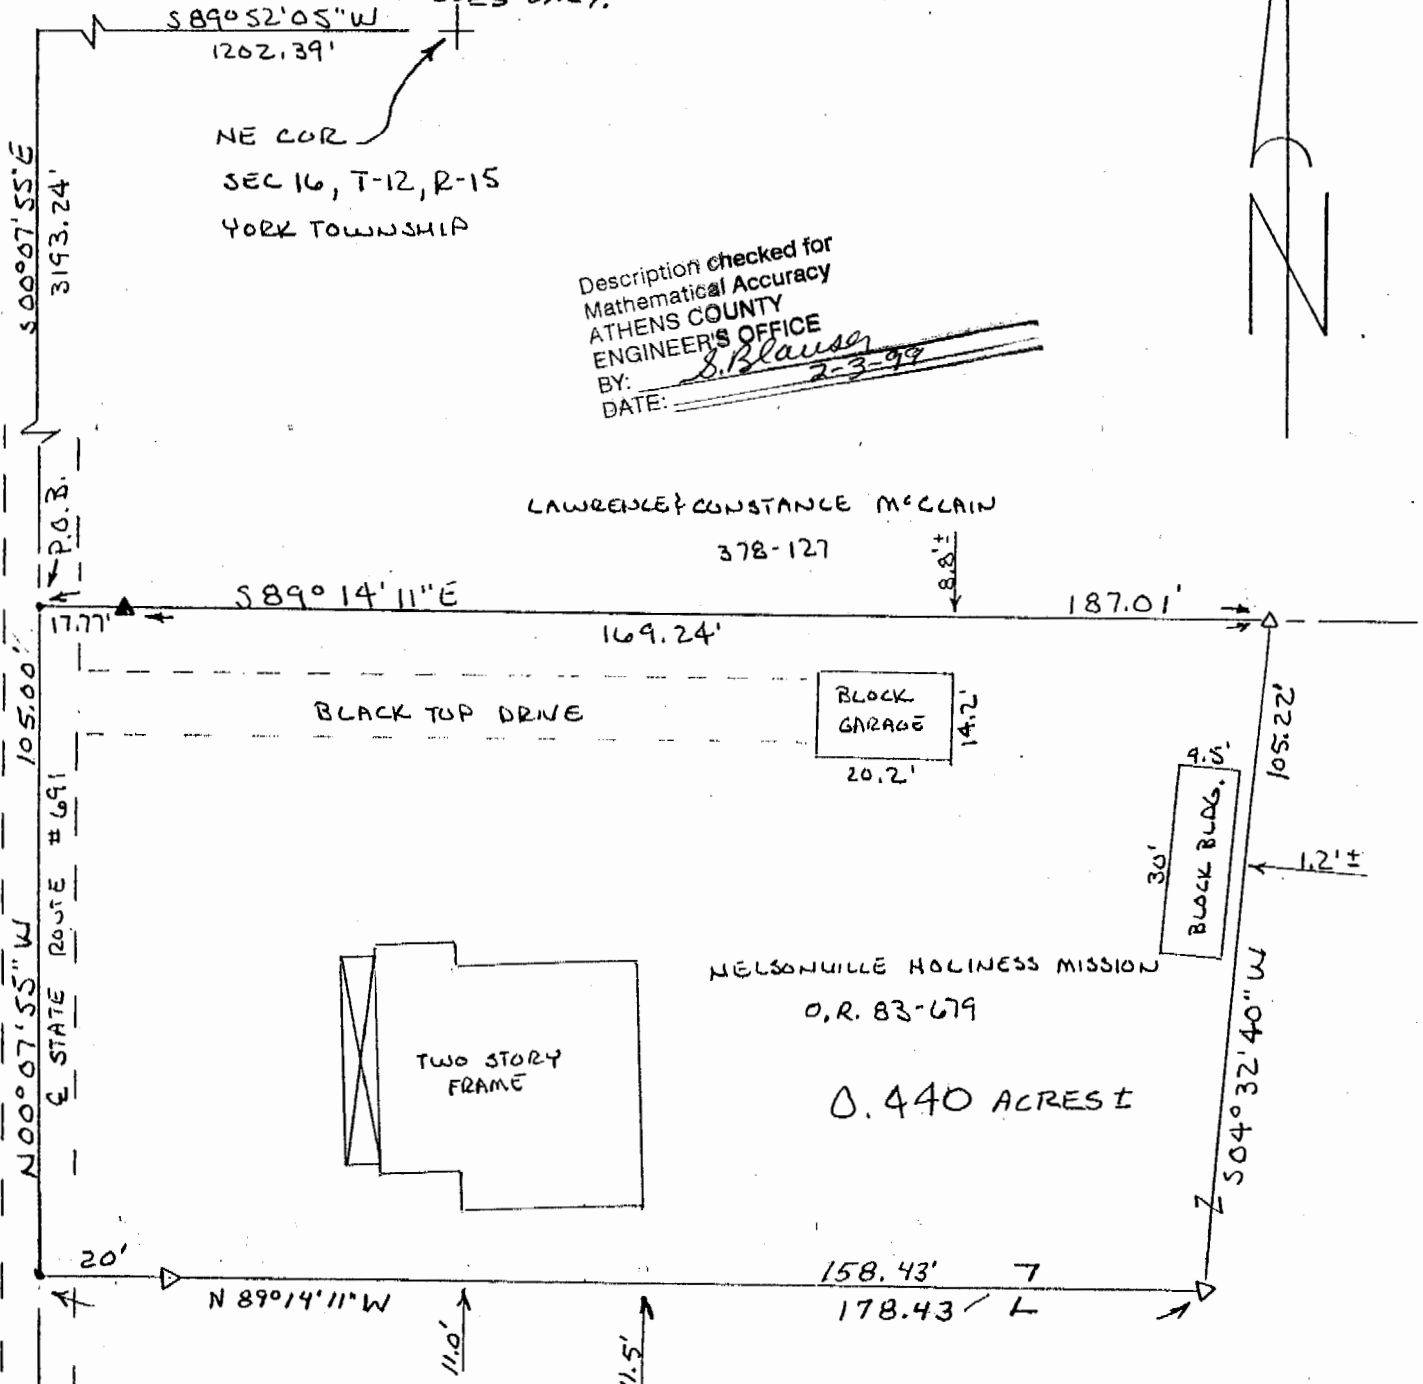 S89°52'05"W
1202.39'
ONLY.
NE COR
SEC 16, T-12, R-15
YORK TOWNSHIP
S00°07'55"E
3193.24'
N
Description checked for
Mathematical Accuracy
ATHENS COUNTY
ENGINEER'S OFFICE
BY: S. Blauser
DATE: 2-3-99
P.O.B.
LAWRENCE & CONSTANCE McCLAIN
378-127
8.8'±
S89°14'11"E
187.01'
17.77'
169.24'
105.00'
BLACK TOP DRIVE
BLOCK
GARAGE
14.2'
20.2'
105.22'
4.5'
BLOCK BLDG.
30'
1.2'±
N00°07'55"W
℄ STATE ROUTE #691
NELSONVILLE HOLINESS MISSION
O.R. 83-679
TWO STORY
FRAME
0.440 ACRES ±
S04°32'40"W
20'
158.43'
N89°14'11"W
178.43'
11.0'
11.5'